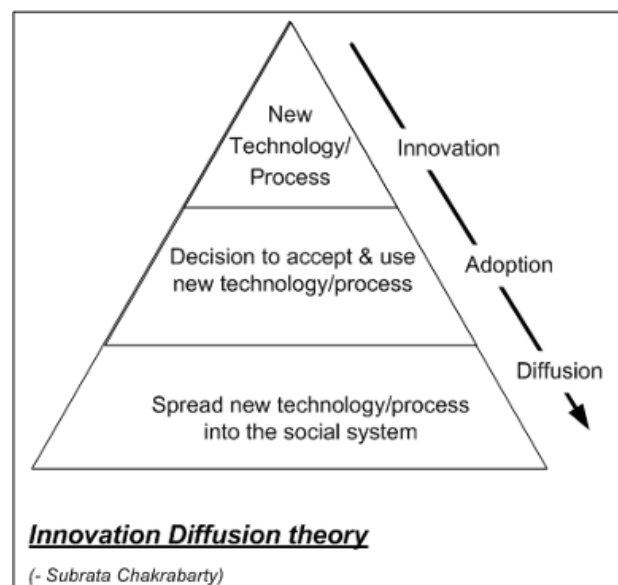 New
Technology/
Process
Innovation
Decision to accept & use
new technology/process
Adoption
Diffusion
Spread new technology/process
into the social system
Innovation Diffusion theory
(- Subrata Chakrabarty)